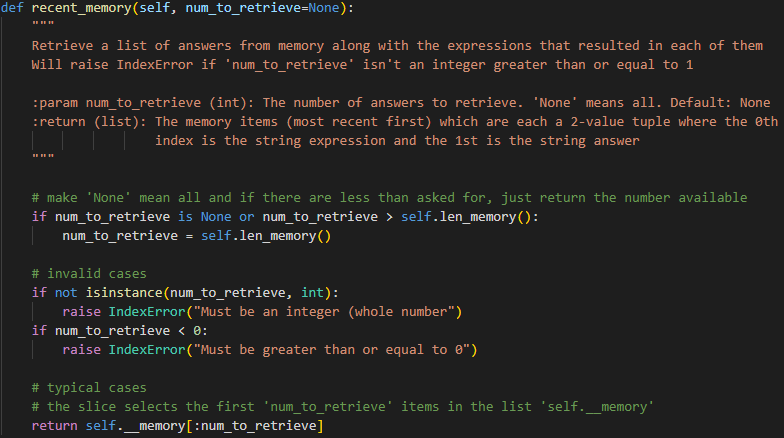 def recent_memory(self, num_to_retrieve=None):
"""
Retrieve a list of answers from memory along with the expressions that resulted in each of them
Will raise IndexError if 'num_to_retrieve' isn't an integer greater than or equal to 1
:param num_to_retrieve (int): The number of answers to retrieve. 'None' means all. Default: None
:return (list): The memory items (most recent first) which are each a 2-value tuple where the 0th
index is the string expression and the 1st is the string answer
"""
# make 'None' mean all and if there are less than asked for, just return the number available
if num_to_retrieve is None or num_to_retrieve > self.len_memory():
num_to_retrieve = self.len_memory()
# invalid cases
if not isinstance(num_to_retrieve, int):
raise IndexError("Must be an integer (whole number")
if num_to_retrieve < 0:
raise IndexError("Must be greater than or equal to 0")
# typical cases
# the slice selects the first 'num_to_retrieve' items in the list 'self.__memory'
return self.__memory[:num_to_retrieve]